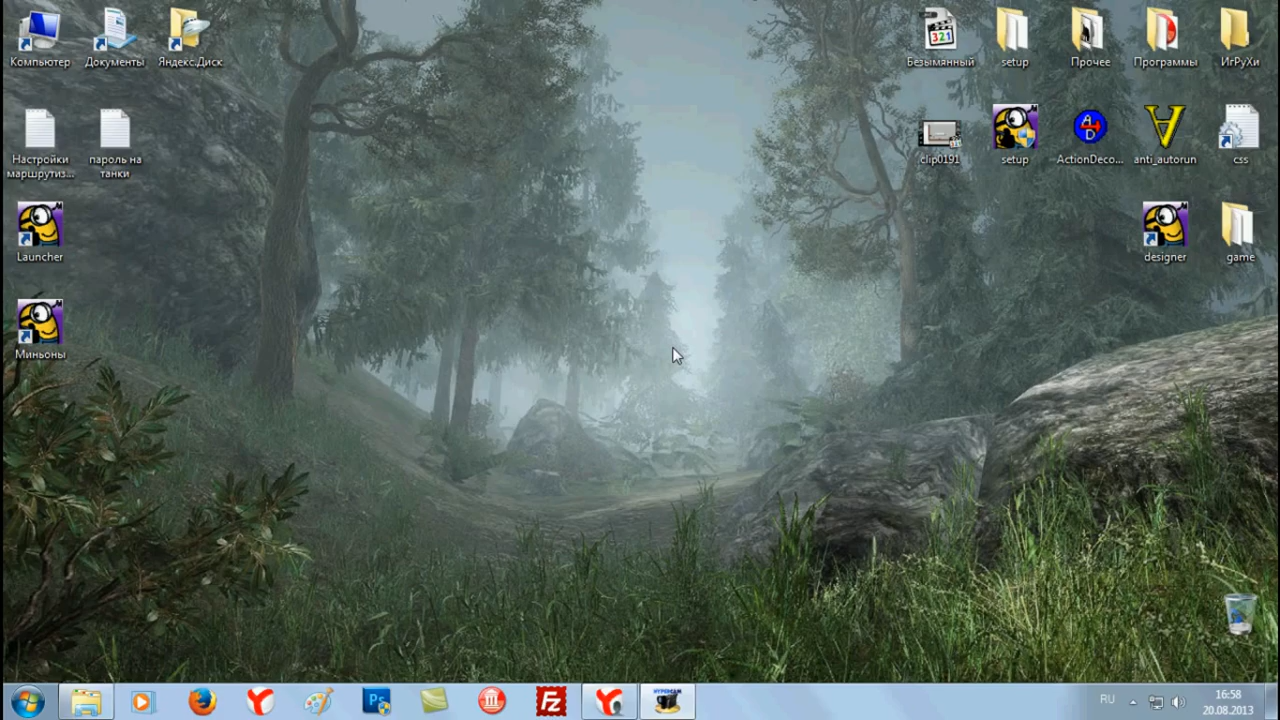 Компьютер
Документы
Яндекс.Диск
Безымянный
setup
Прочее
Программы
ИгРуХи
Настройки
маршрутиз...
пароль на
танки
clip0191
setup
ActionDeco...
anti_autorun
css
Launcher
designer
game
Миньоны
RU
16:58
20.08.2013